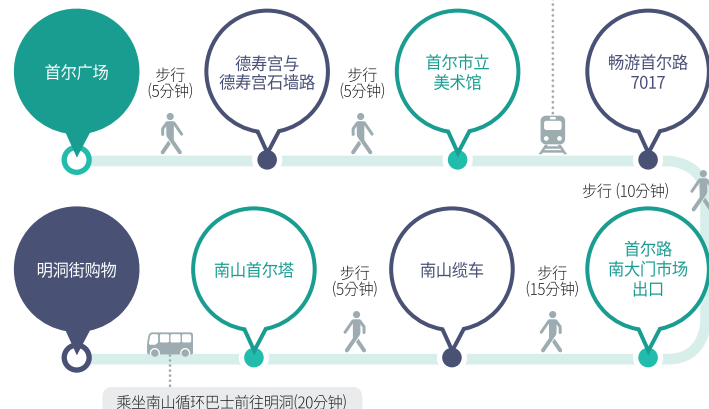 首尔广场
步行
(5分钟)
德寿宫与
德寿宫石墙路
步行
(5分钟)
首尔市立
美术馆
畅游首尔路
7017
步行 (10分钟)
首尔路
南大门市场
出口
步行
(15分钟)
南山缆车
步行
(5分钟)
南山首尔塔
乘坐南山循环巴士前往明洞(20分钟)
明洞街购物